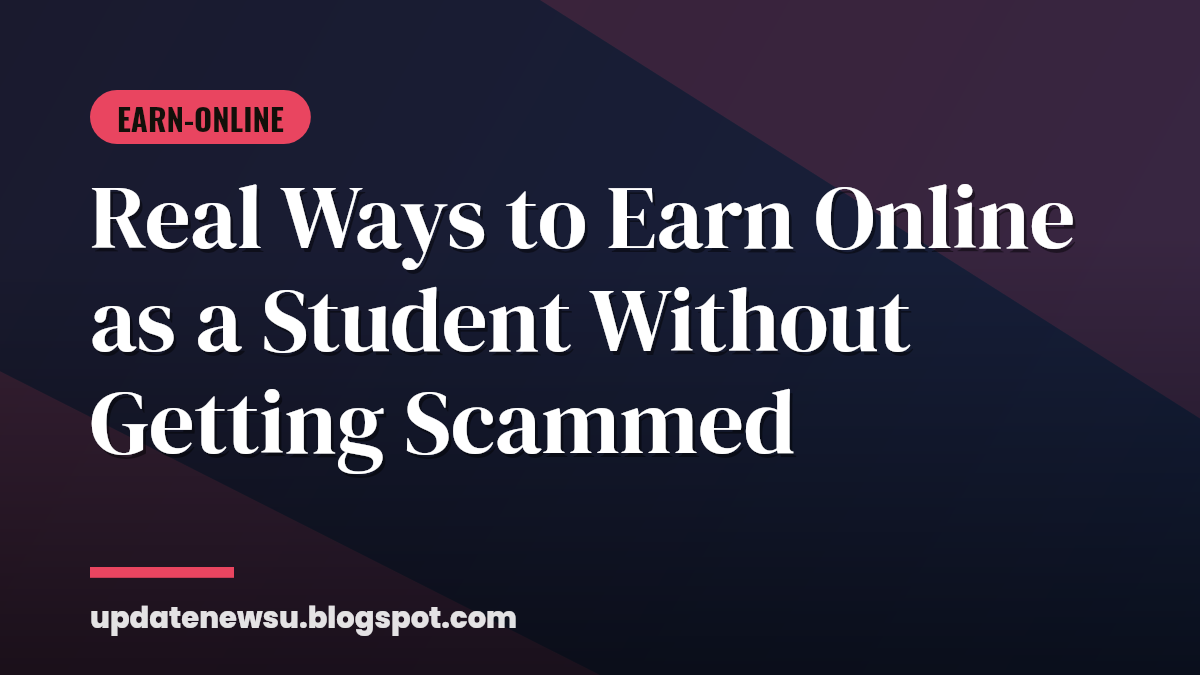 EARN-ONLINE
Real Ways to Earn Online
as a Student Without
Getting Scammed
updatenewsu.blogspot.com